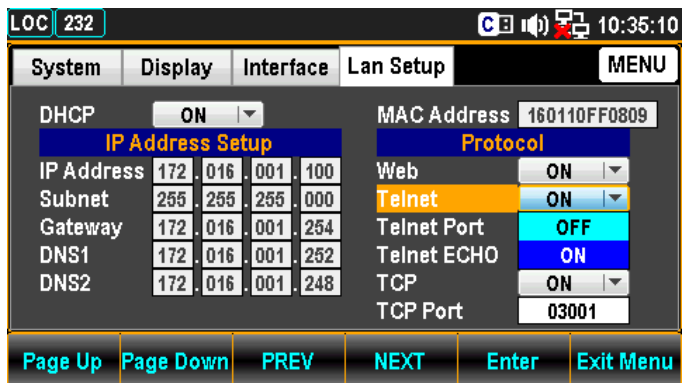 LOC 232 C 10:35:10
System Display Interface Lan Setup MENU
DHCP ON MAC Address 160110FF0809
IP Address Setup Protocol
IP Address 172 . 016 . 001 . 100 Web ON
Subnet 255 . 255 . 255 . 000 Telnet ON
Gateway 172 . 016 . 001 . 254 Telnet Port OFF
DNS1 172 . 016 . 001 . 252 Telnet ECHO ON
DNS2 172 . 016 . 001 . 248 TCP ON
TCP Port 03001
Page Up Page Down PREV NEXT Enter Exit Menu